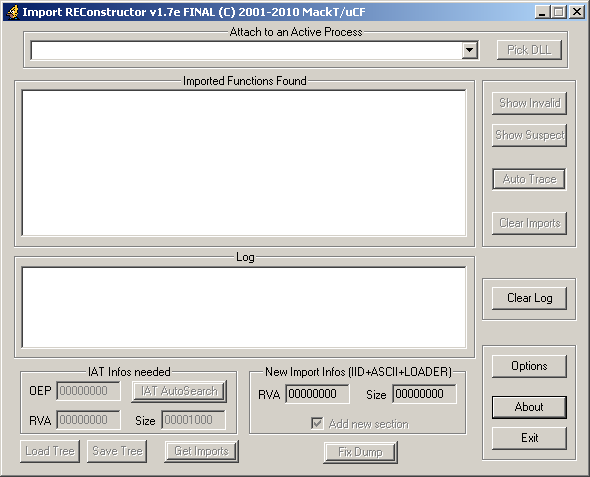 Import REConstructor v1.7e FINAL (C) 2001-2010 MackT/uCF
Attach to an Active Process
Pick DLL
Imported Functions Found
Show Invalid
Show Suspect
Auto Trace
Clear Imports
Log
Clear Log
IAT Infos needed
OEP 00000000 IAT AutoSearch
RVA 00000000 Size 00001000
New Import Infos (IID+ASCII+LOADER)
RVA 00000000 Size 00000000
Add new section
Load Tree Save Tree Get Imports Fix Dump
Options
About
Exit